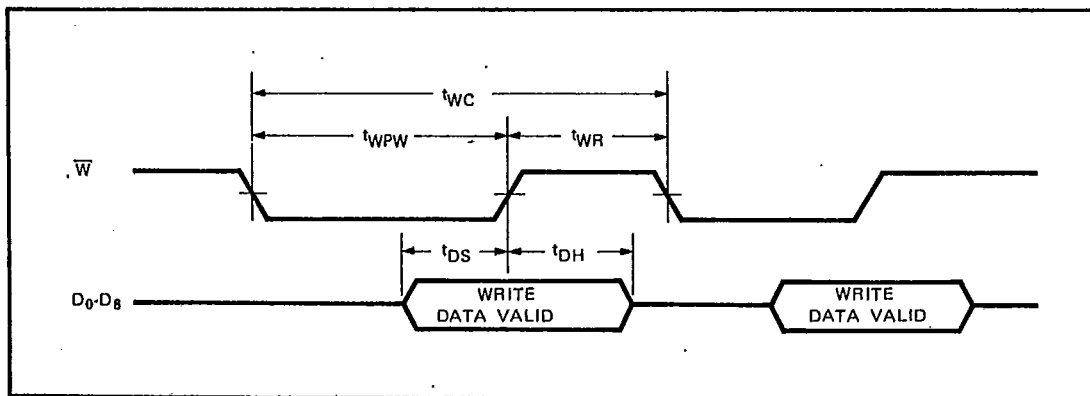 tWC
tWPW tWR
W̅
tDS tDH
D0-D8 WRITE DATA VALID WRITE DATA VALID